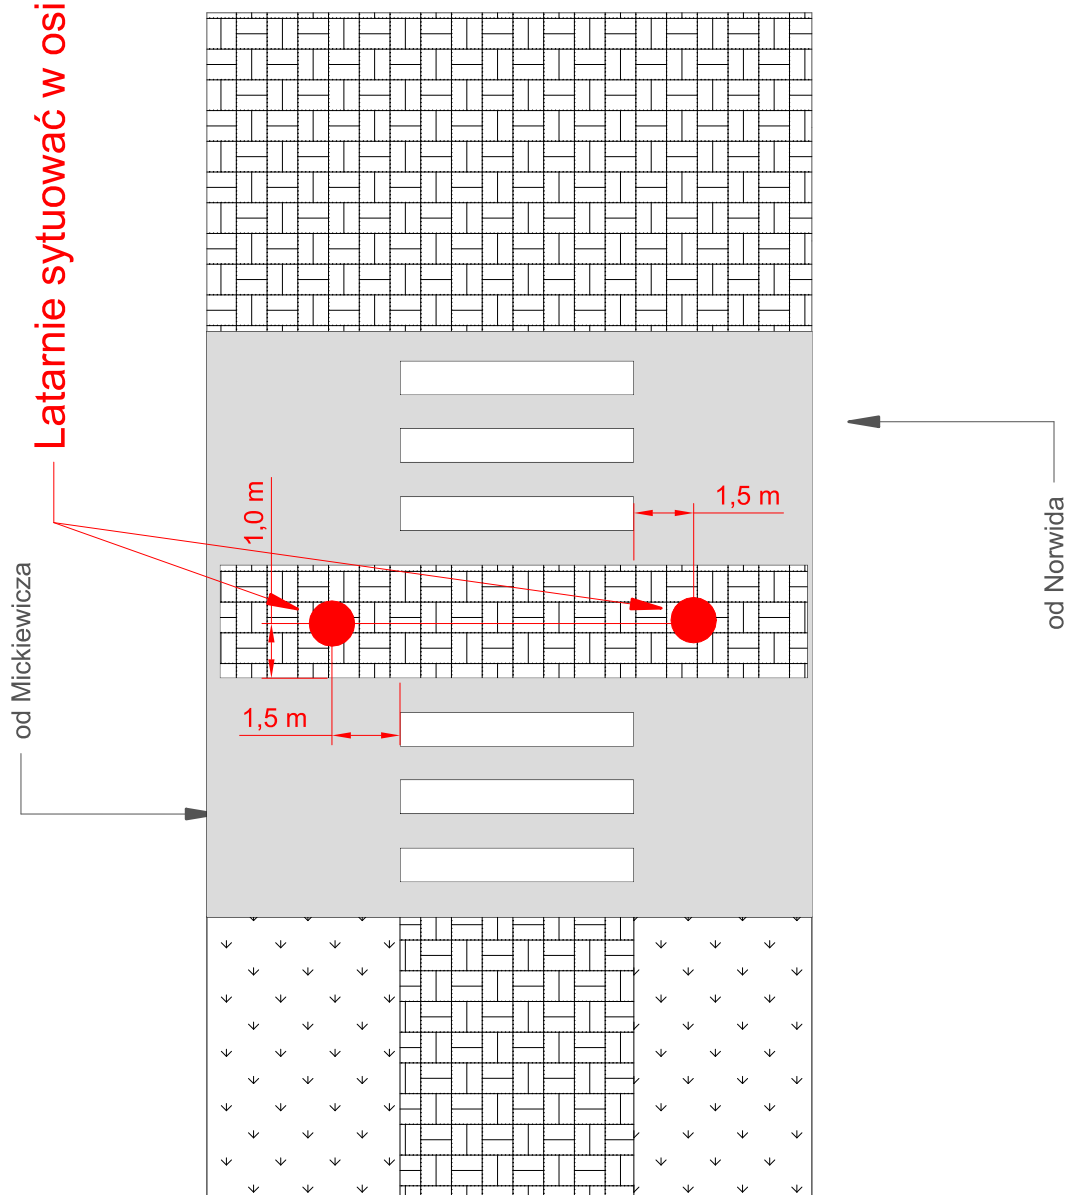 Latarnie sytuować w osi
1,5 m
1,0 m
od Norwida
od Mickiewicza
1,5 m